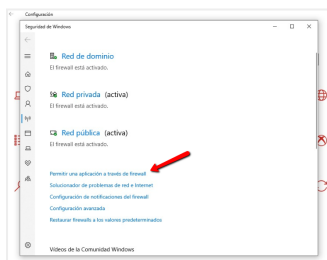 Configuración
Seguridad de Windows
Red de dominio
El firewall está activado.
Red privada (activa)
El firewall está activado.
Red pública (activa)
El firewall está activado.
Permitir una aplicación a través de firewall
Solucionador de problemas de red e Internet
Configuración de notificaciones del firewall
Configuración avanzada
Restaurar firewalls a los valores predeterminados
Vídeos de la Comunidad Windows